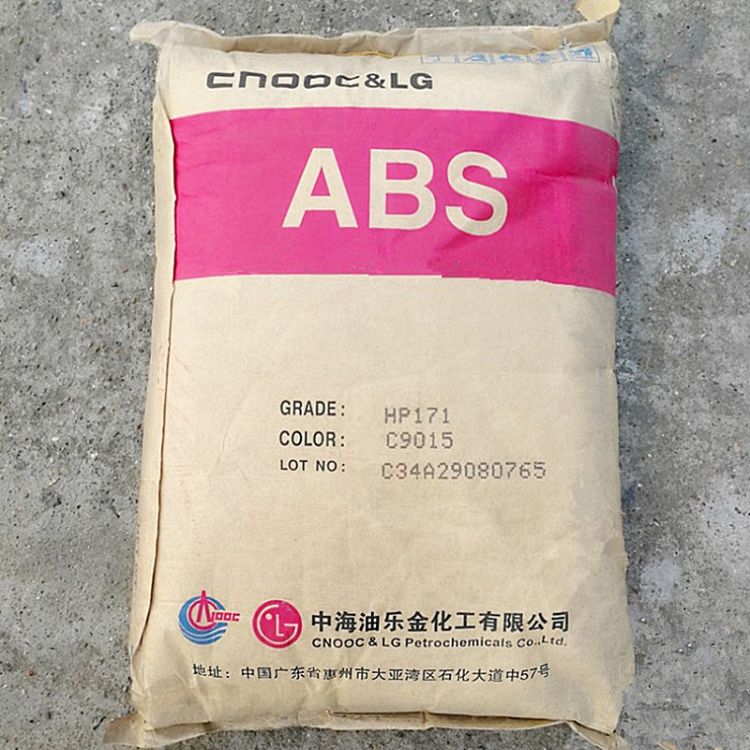 CNOOC&LG
ABS
GRADE: HP171
COLOR: C9015
LOT NO: C34A29080765
CNOOC LG 中海油乐金化工有限公司
CNOOC & LG Petrochemicals Co.,Ltd.
地址: 中国广东省惠州市大亚湾区石化大道中57号